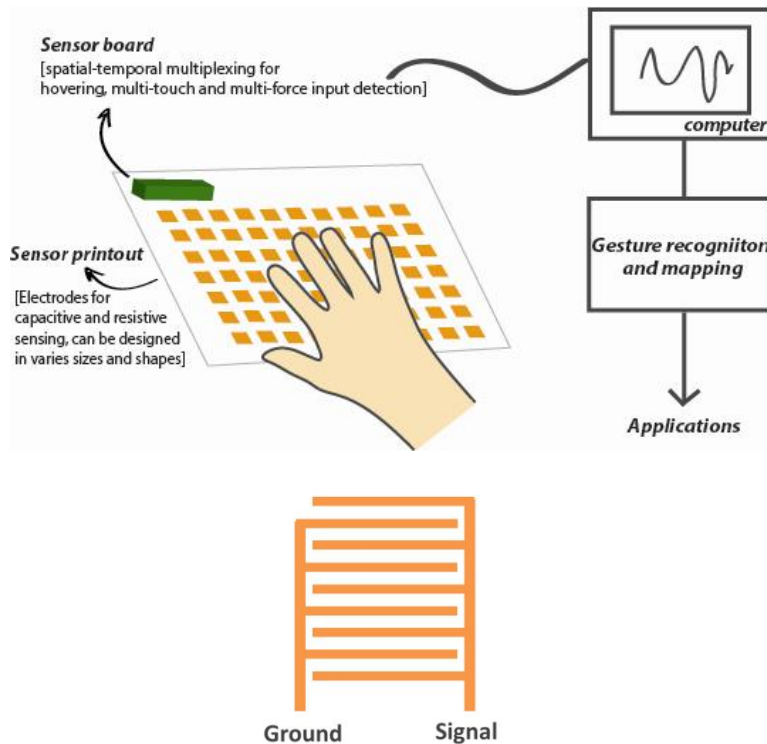 Sensor board
[spatial-temporal multiplexing for
hovering, multi-touch and multi-force input detection]
computer
Sensor printout
[Electrodes for
capacitive and resistive
sensing, can be designed
in varies sizes and shapes]
Gesture recogniiton
and mapping
Applications
Ground
Signal